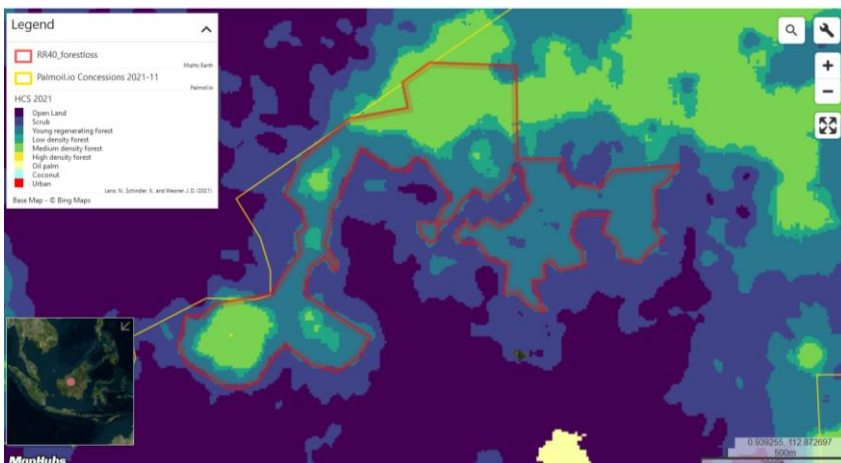 Legend
RR40_forestloss
MapHubs Earth
Palmoil.io Concessions 2021-11
Palmoil.io
HCS 2021
Open Land
Scrub
Young regenerating forest
Low density forest
Medium density forest
High density forest
Oil palm
Coconut
Urban
Lang, N., Schindler, K. and Wegner, J. D. (2021).
Base Map - © Bing Maps
0.939255, 112.872697
500m
MapHubs